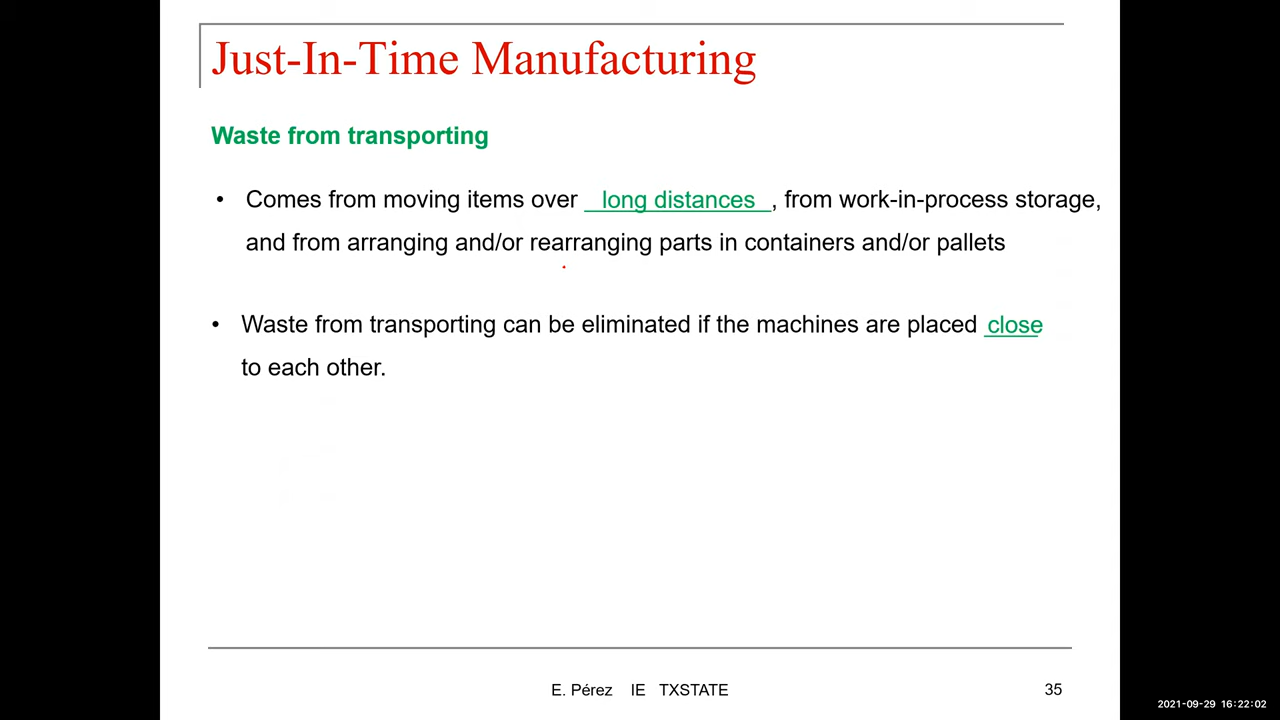 Just-In-Time Manufacturing
Waste from transporting
• Comes from moving items over long distances, from work-in-process storage,
and from arranging and/or rearranging parts in containers and/or pallets
• Waste from transporting can be eliminated if the machines are placed close
to each other.
E. Pérez IE TXSTATE 35
2021-09-29 16:22:02